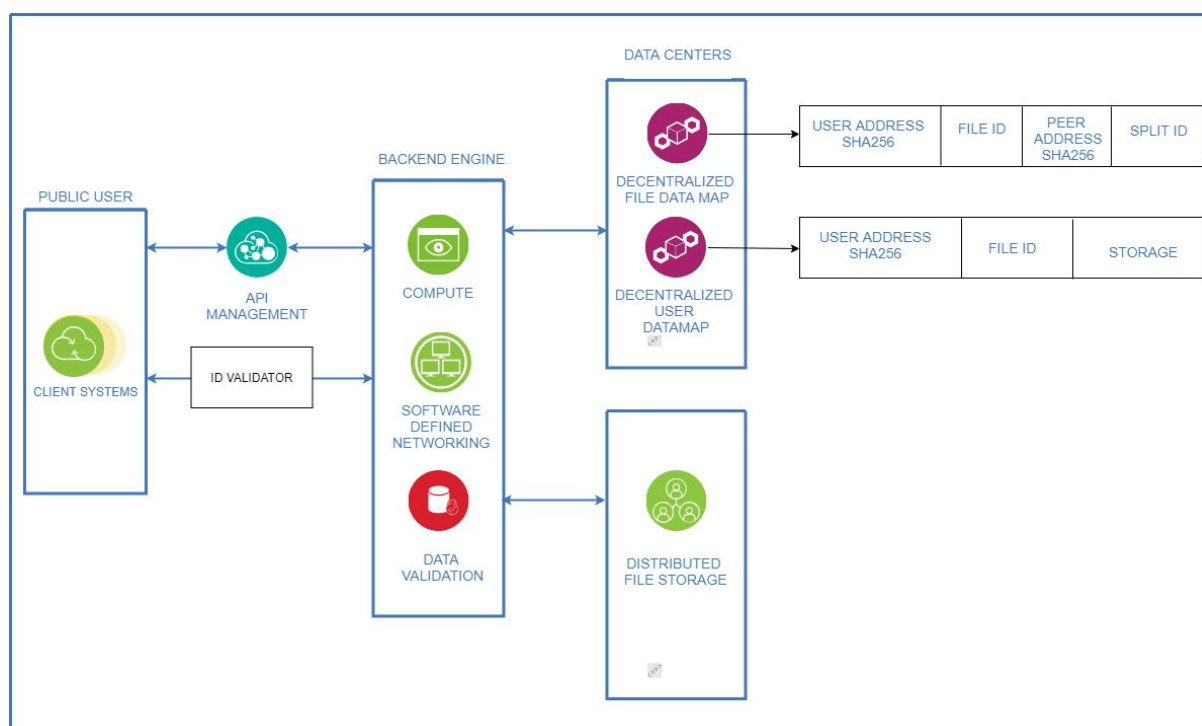 DATA CENTERS
USER ADDRESS
SHA256
FILE ID
PEER
ADDRESS
SHA256
SPLIT ID
BACKEND ENGINE
DECENTRALIZED
FILE DATA MAP
PUBLIC USER
USER ADDRESS
SHA256
FILE ID
STORAGE
COMPUTE
API
MANAGEMENT
DECENTRALIZED
USER
DATAMAP
ID VALIDATOR
CLIENT SYSTEMS
SOFTWARE
DEFINED
NETWORKING
DATA
VALIDATION
DISTRIBUTED
FILE STORAGE